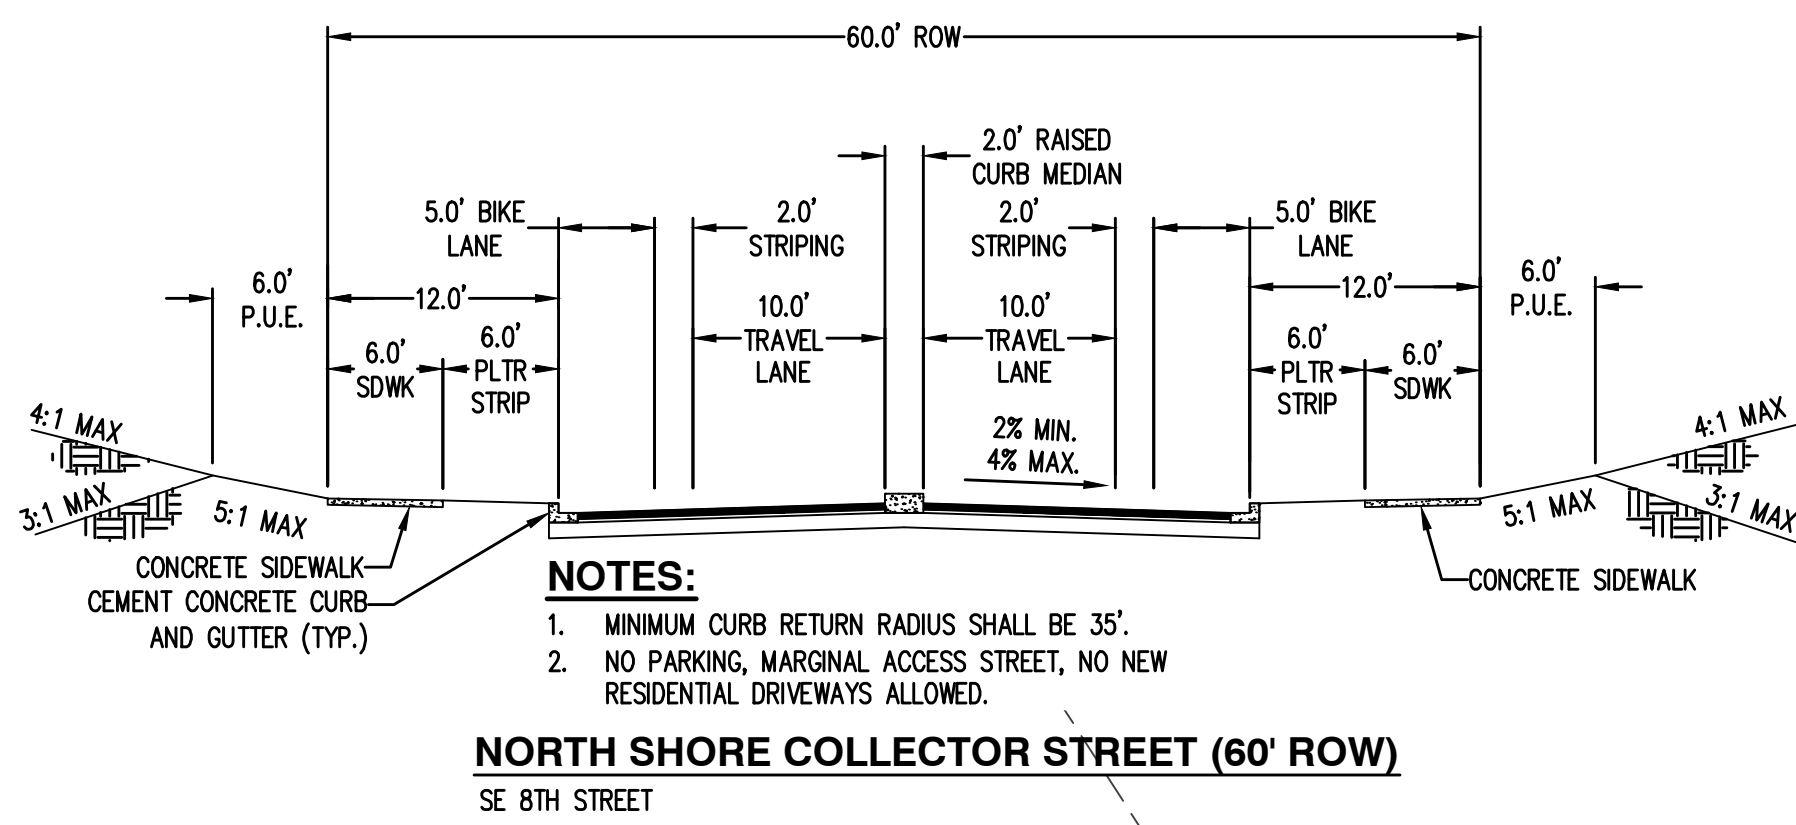 60.0' ROW
2.0' RAISED
CURB MEDIAN
5.0' BIKE
LANE
2.0'
STRIPING
2.0'
STRIPING
5.0' BIKE
LANE
6.0'
P.U.E.
12.0'
10.0'
TRAVEL
LANE
10.0'
TRAVEL
LANE
12.0'
6.0'
P.U.E.
6.0'
SDWK
6.0'
PLTR
STRIP
6.0'
PLTR
STRIP
6.0'
SDWK
4:1 MAX
2% MIN.
4% MAX.
4:1 MAX
3:1 MAX
5:1 MAX
5:1 MAX
3:1 MAX
CONCRETE SIDEWALK
CEMENT CONCRETE CURB
AND GUTTER (TYP.)
CONCRETE SIDEWALK
NOTES:
1. MINIMUM CURB RETURN RADIUS SHALL BE 35'.
2. NO PARKING, MARGINAL ACCESS STREET, NO NEW
RESIDENTIAL DRIVEWAYS ALLOWED.
NORTH SHORE COLLECTOR STREET (60' ROW)
SE 8TH STREET